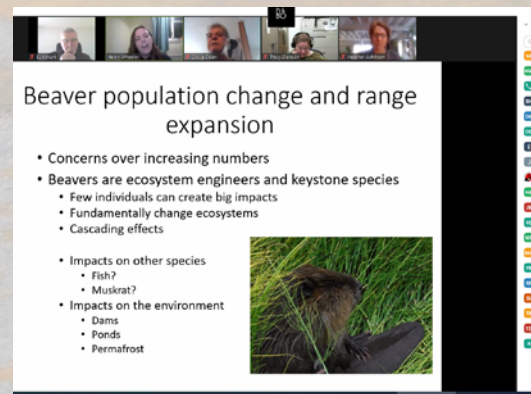 Beaver population change and range
expansion
• Concerns over increasing numbers
• Beavers are ecosystem engineers and keystone species
• Few individuals can create big impacts
• Fundamentally change ecosystems
• Cascading effects
• Impacts on other species
• Fish?
• Muskrat?
• Impacts on the environment
• Dams
• Ponds
• Permafrost